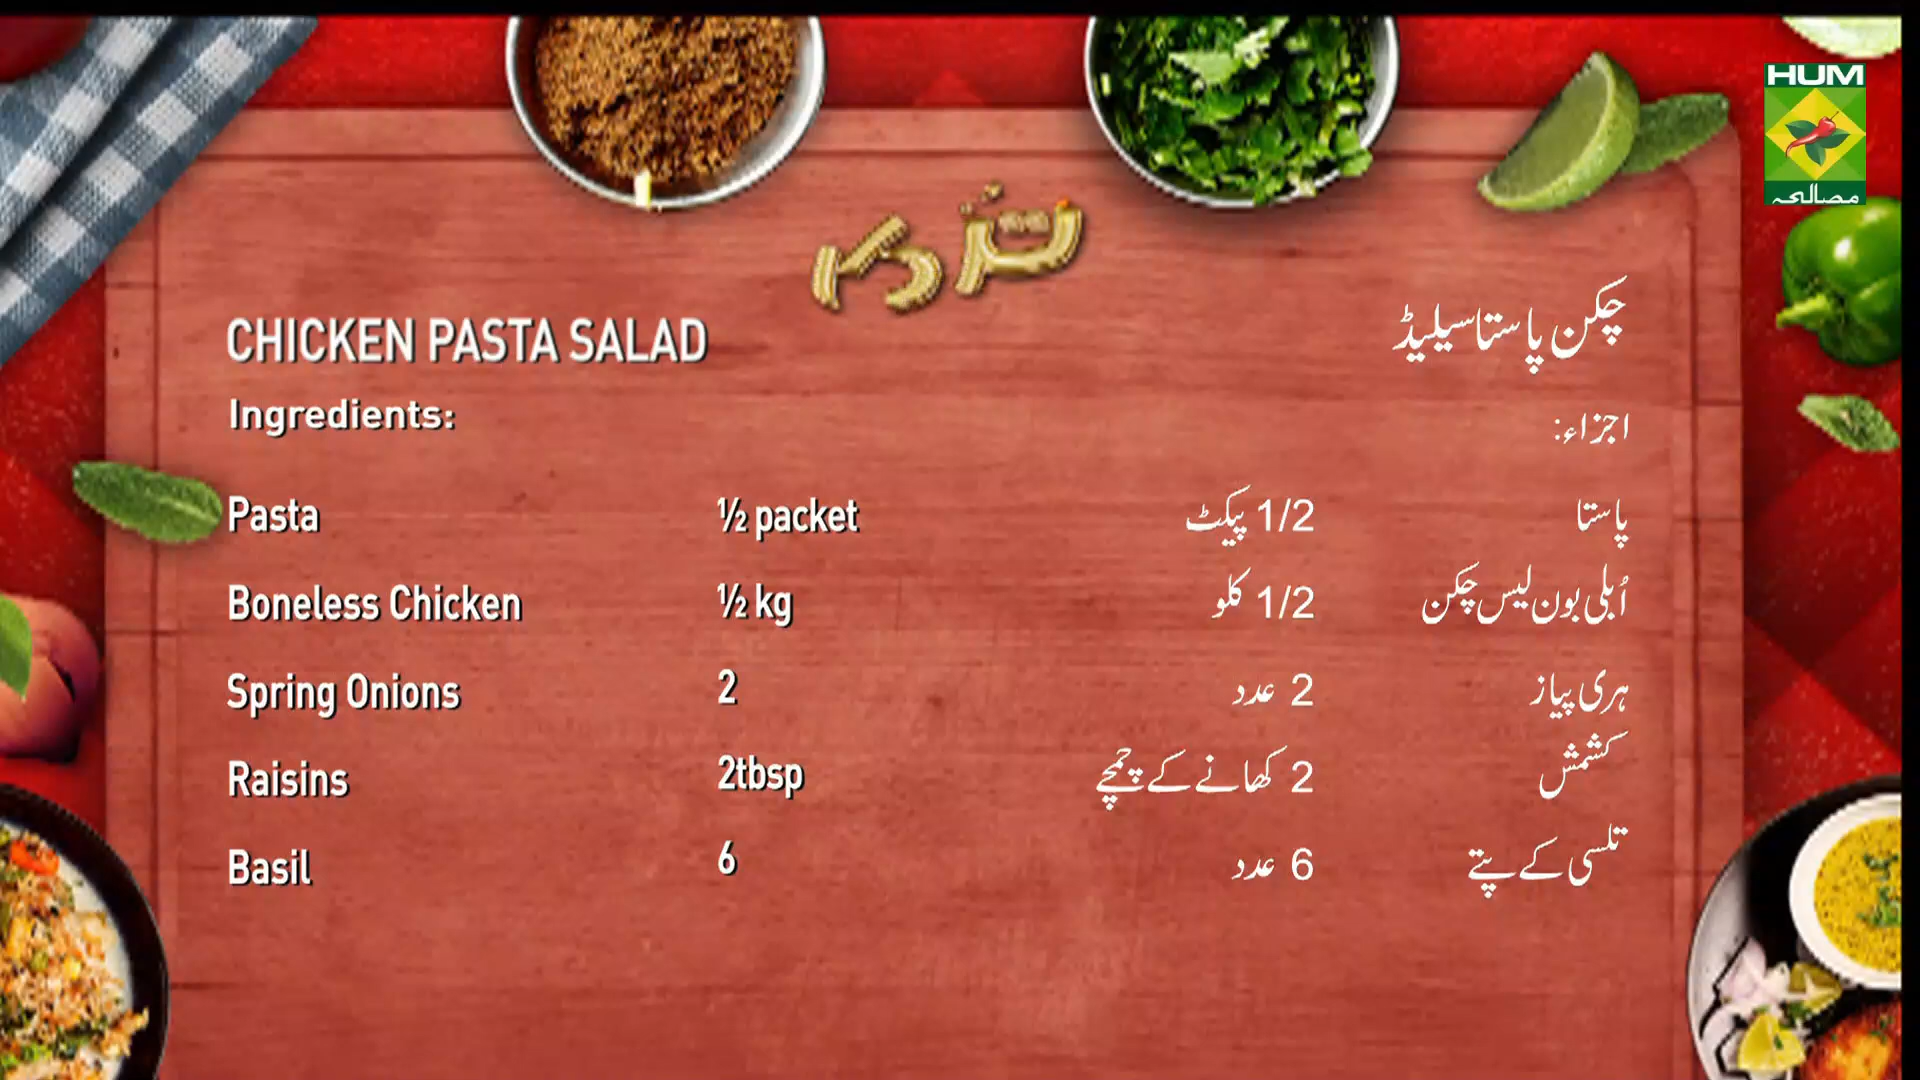 HUM
مصالحہ
تڑکا
CHICKEN PASTA SALAD
چکن پاستا سیلیڈ
Ingredients:
اجزاء:
Pasta ½ packet
پاستا 1/2 پیکٹ
Boneless Chicken ½ kg
اُبلی بون لیس چکن 1/2 کلو
Spring Onions 2
ہری پیاز 2 عدد
Raisins 2tbsp
کشمش 2 کھانے کے چمچے
Basil 6
تلسی کے پتے 6 عدد